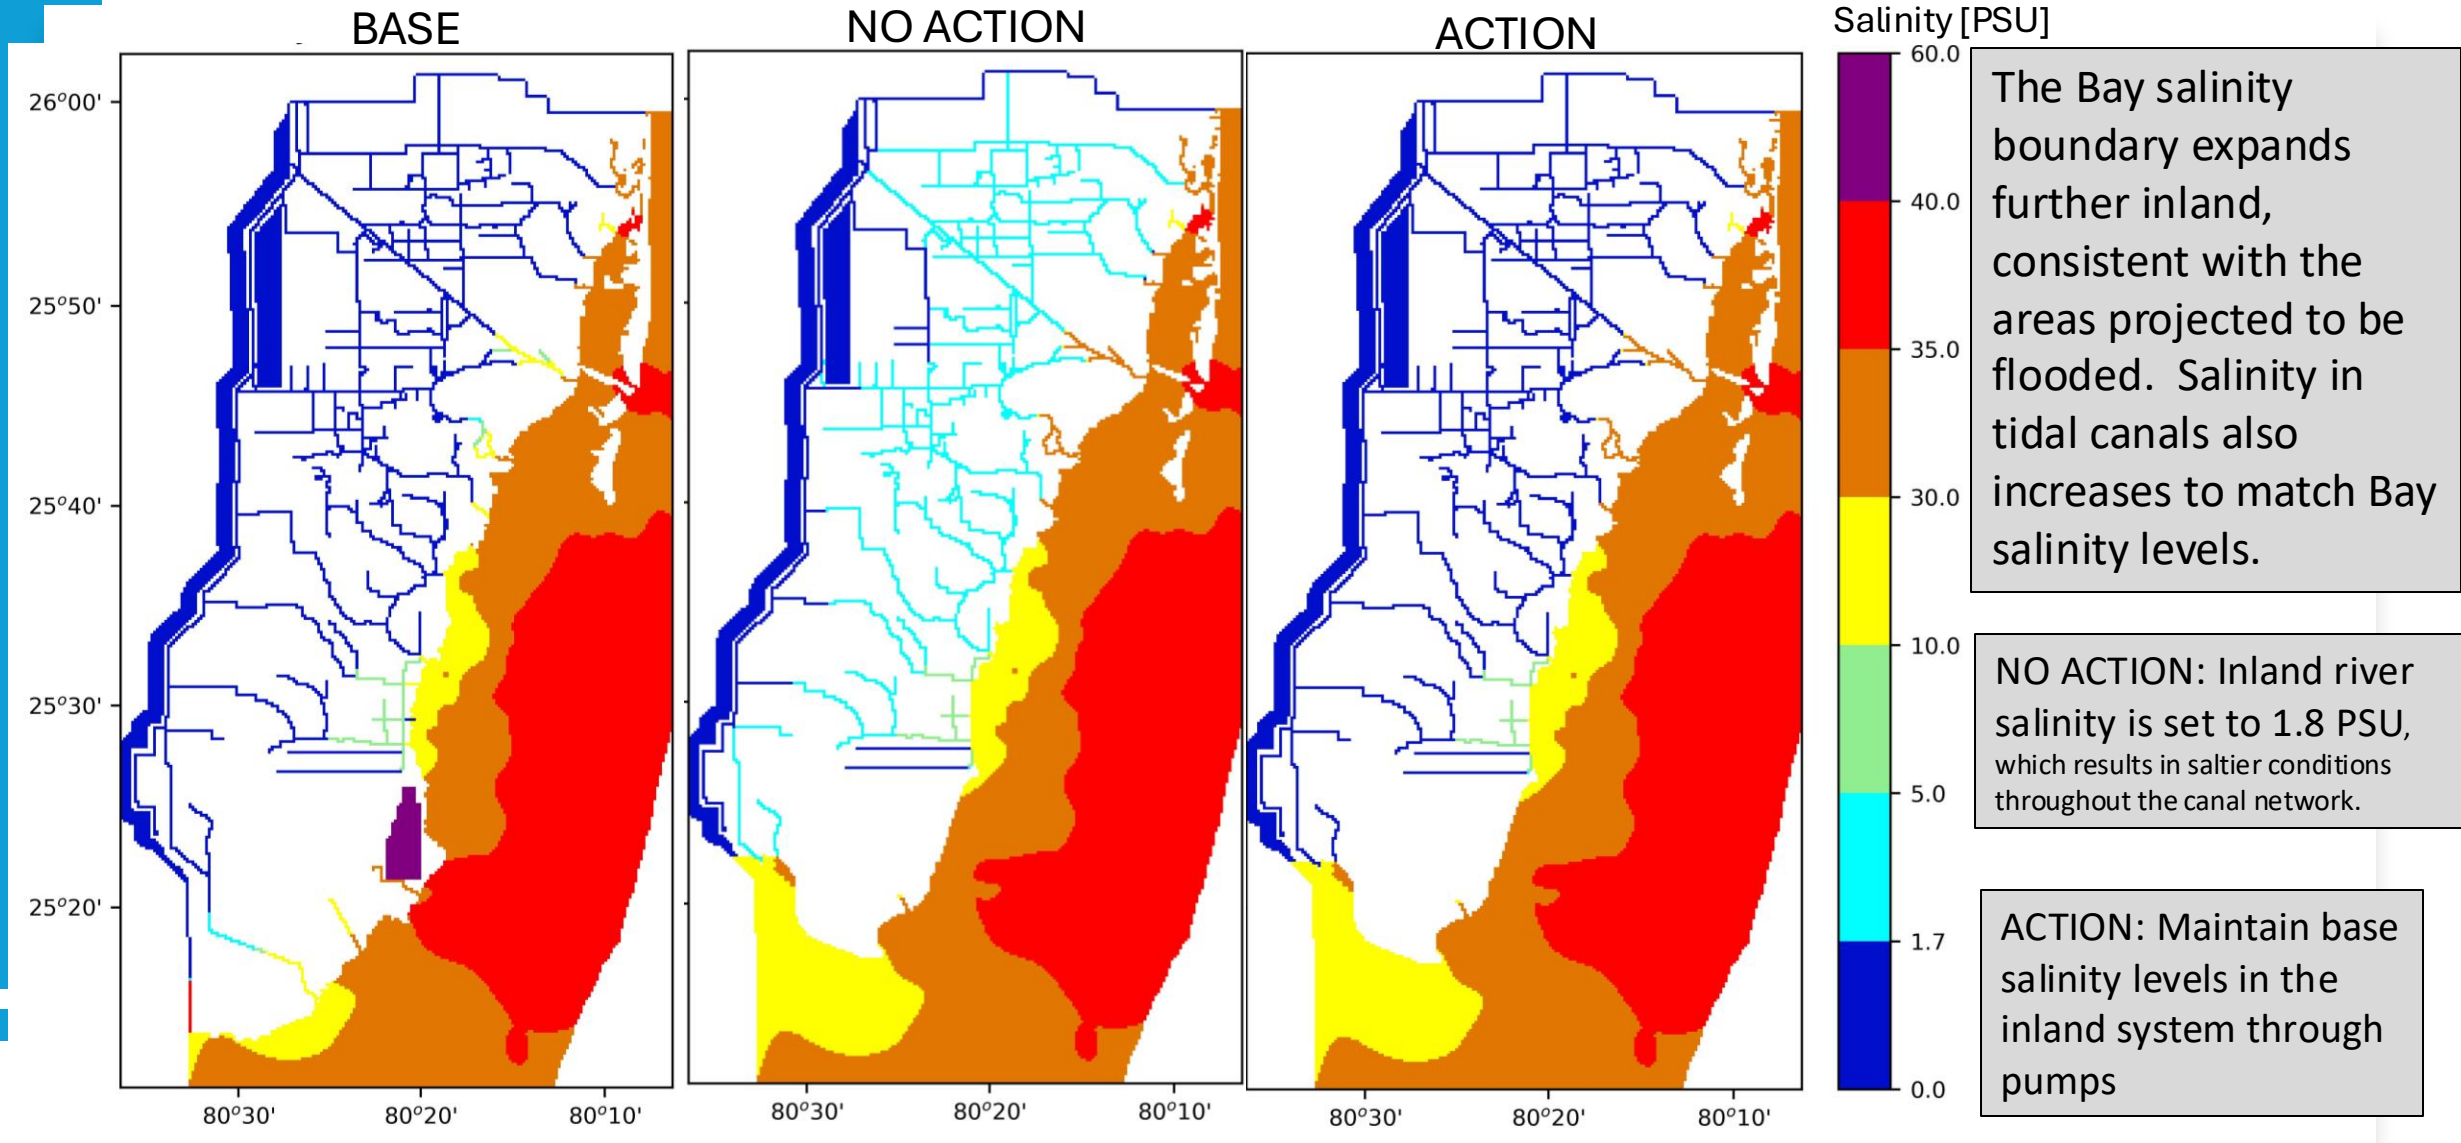 BASE
NO ACTION
ACTION
Salinity [PSU]
26°00'
25°50'
25°40'
25°30'
25°20'
80°30'
80°20'
80°10'
80°30'
80°20'
80°10'
80°30'
80°20'
80°10'
60.0
40.0
35.0
30.0
10.0
5.0
1.7
0.0
The Bay salinity
boundary expands
further inland,
consistent with the
areas projected to be
flooded. Salinity in
tidal canals also
increases to match Bay
salinity levels.
NO ACTION: Inland river
salinity is set to 1.8 PSU,
which results in saltier conditions
throughout the canal network.
ACTION: Maintain base
salinity levels in the
inland system through
pumps